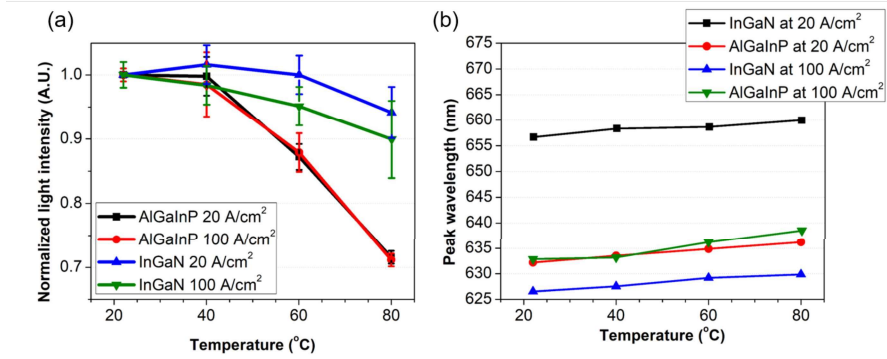 (a)
Normalized light intensity (A.U.)
1.0
0.9
0.8
0.7
AlGaInP 20 A/cm²
AlGaInP 100 A/cm²
InGaN 20 A/cm²
InGaN 100 A/cm²
20
40
60
80
Temperature (°C)
(b)
InGaN at 20 A/cm²
AlGaInP at 20 A/cm²
InGaN at 100 A/cm²
AlGaInP at 100 A/cm²
Peak wavelength (nm)
675
670
665
660
655
650
645
640
635
630
625
20
30
40
50
60
70
80
Temperature (°C)